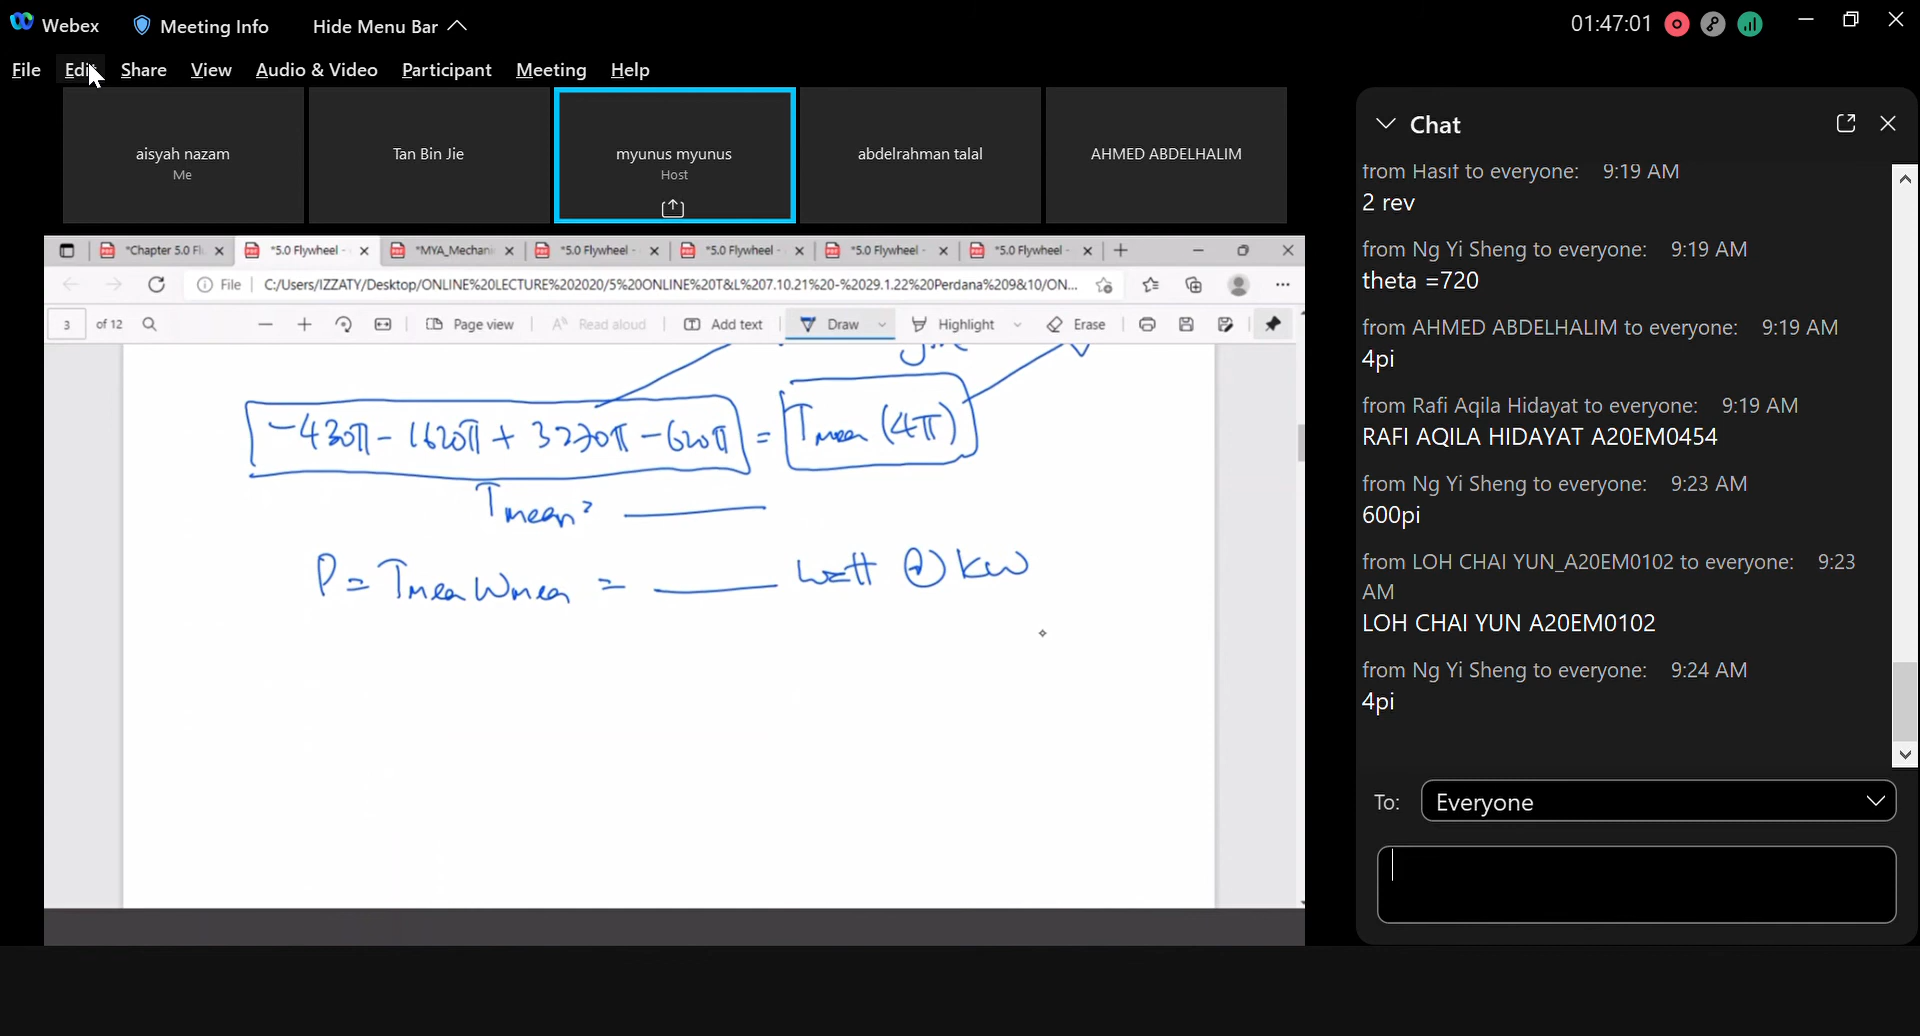 Webex Meeting Info Hide Menu Bar 01:47:01
File Edit Share View Audio & Video Participant Meeting Help
aisyah nazam
Me
Tan Bin Jie
myunus myunus
Host
abdelrahman talal
AHMED ABDELHALIM
*Chapter 5.0 Fl *5.0 Flywheel - *MYA_Mechani *5.0 Flywheel - *5.0 Flywheel - *5.0 Flywheel - *5.0 Flywheel -
File C:/Users/IZZATY/Desktop/ONLINE%20LECTURE%202020/5%20ONLINE%20T&L%207.10.21%20-%2029.1.22%20Perdana%209&10/ON...
3 of 12 Page view Read aloud Add text Draw Highlight Erase
-430π - 1620π + 3270π - 620π = Tmean (4π)
Tmean =
P = Tmean Wmean = watt @ kW
Chat
from Hasif to everyone: 9:19 AM
2 rev
from Ng Yi Sheng to everyone: 9:19 AM
theta =720
from AHMED ABDELHALIM to everyone: 9:19 AM
4pi
from Rafi Aqila Hidayat to everyone: 9:19 AM
RAFI AQILA HIDAYAT A20EM0454
from Ng Yi Sheng to everyone: 9:23 AM
600pi
from LOH CHAI YUN_A20EM0102 to everyone: 9:23
AM
LOH CHAI YUN A20EM0102
from Ng Yi Sheng to everyone: 9:24 AM
4pi
To: Everyone